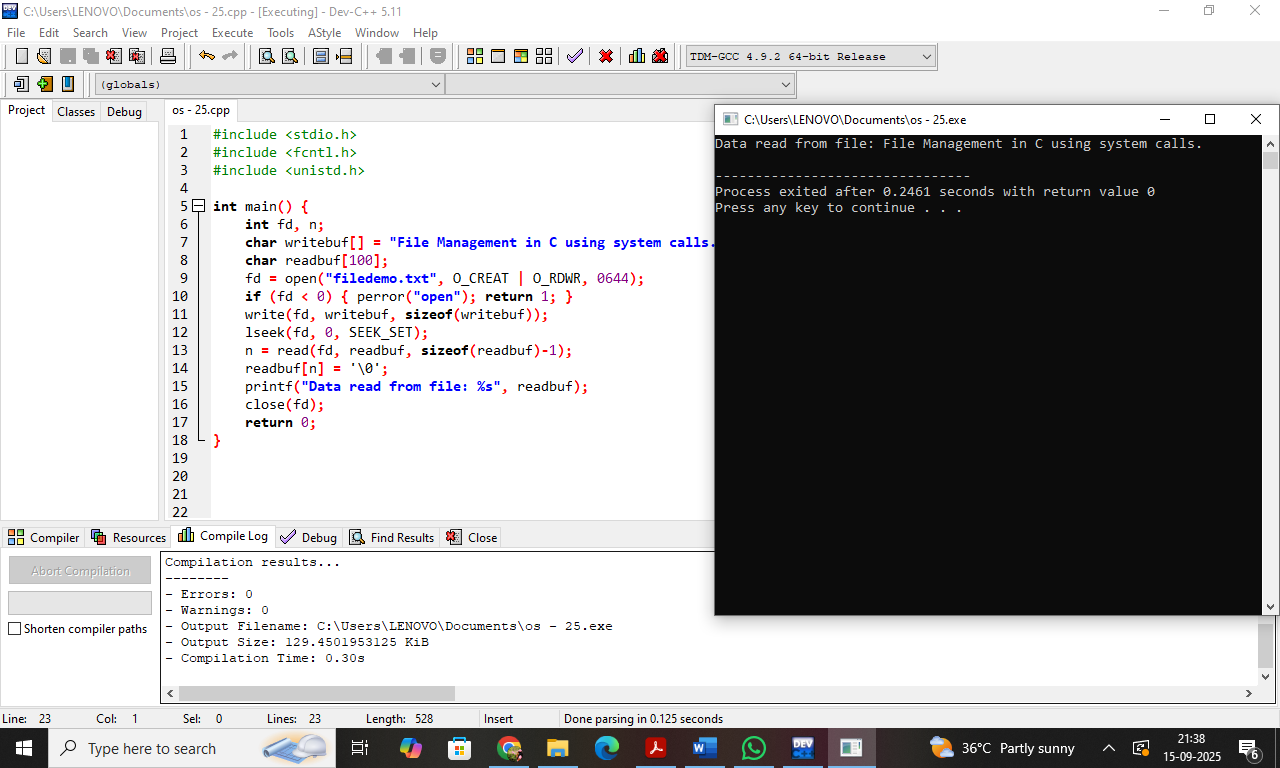 C:\Users\LENOVO\Documents\os - 25.cpp - [Executing] - Dev-C++ 5.11
File Edit Search View Project Execute Tools AStyle Window Help
TDM-GCC 4.9.2 64-bit Release
(globals)
Project Classes Debug
os - 25.cpp
1 #include <stdio.h>
2 #include <fcntl.h>
3 #include <unistd.h>
4
5 int main() {
6 int fd, n;
7 char writebuf[] = "File Management in C using system calls.
8 char readbuf[100];
9 fd = open("filedemo.txt", O_CREAT | O_RDWR, 0644);
10 if (fd < 0) { perror("open"); return 1; }
11 write(fd, writebuf, sizeof(writebuf));
12 lseek(fd, 0, SEEK_SET);
13 n = read(fd, readbuf, sizeof(readbuf)-1);
14 readbuf[n] = '\0';
15 printf("Data read from file: %s", readbuf);
16 close(fd);
17 return 0;
18 }
19
20
21
22
C:\Users\LENOVO\Documents\os - 25.exe
Data read from file: File Management in C using system calls.
--------------------------------
Process exited after 0.2461 seconds with return value 0
Press any key to continue . . .
Compiler Resources Compile Log Debug Find Results Close
Abort Compilation
Shorten compiler paths
Compilation results...
--------
- Errors: 0
- Warnings: 0
- Output Filename: C:\Users\LENOVO\Documents\os - 25.exe
- Output Size: 129.4501953125 KiB
- Compilation Time: 0.30s
Line: 23 Col: 1 Sel: 0 Lines: 23 Length: 528 Insert Done parsing in 0.125 seconds
Type here to search
DEV
36°C Partly sunny
21:38
15-09-2025
6